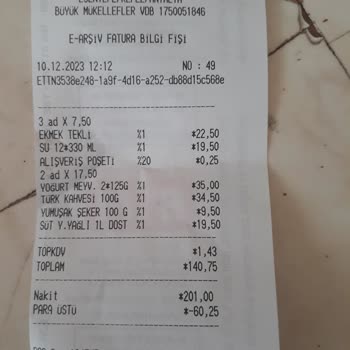 BÜYÜK MÜKELLEFLER VDB 1750051846
E-ARŞİV FATURA BİLGİ FİŞİ
10.12.2023 12:12 NO : 49
ETTN3538e248-1a9f-4d16-a252-db88d15c568e
3 ad X 7,50
EKMEK TEKLİ %1 *22,50
SU 12*330 ML %1 *19,50
ALIŞVERİŞ POŞETİ %20 *0,25
2 ad X 17,50
YOĞURT MEYV. 2*125G %1 *35,00
TÜRK KAHVESİ 100G %1 *34,50
YUMUŞAK ŞEKER 100 G %1 *9,50
SÜT Y.YAĞLI 1L DOST %1 *19,50
TOPKDV *1,43
TOPLAM *140,75
Nakit *201,00
PARA ÜSTÜ *-60,25